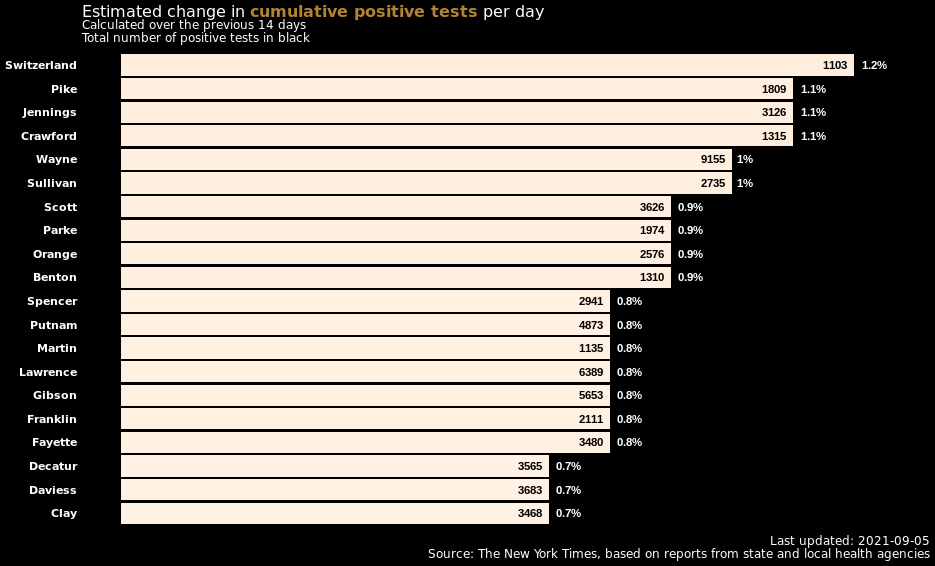 Estimated change in cumulative positive tests per day
Calculated over the previous 14 days
Total number of positive tests in black
Switzerland 1103 1.2%
Pike 1809 1.1%
Jennings 3126 1.1%
Crawford 1315 1.1%
Wayne 9155 1%
Sullivan 2735 1%
Scott 3626 0.9%
Parke 1974 0.9%
Orange 2576 0.9%
Benton 1310 0.9%
Spencer 2941 0.8%
Putnam 4873 0.8%
Martin 1135 0.8%
Lawrence 6389 0.8%
Gibson 5653 0.8%
Franklin 2111 0.8%
Fayette 3480 0.8%
Decatur 3565 0.7%
Daviess 3683 0.7%
Clay 3468 0.7%
Last updated: 2021-09-05
Source: The New York Times, based on reports from state and local health agencies